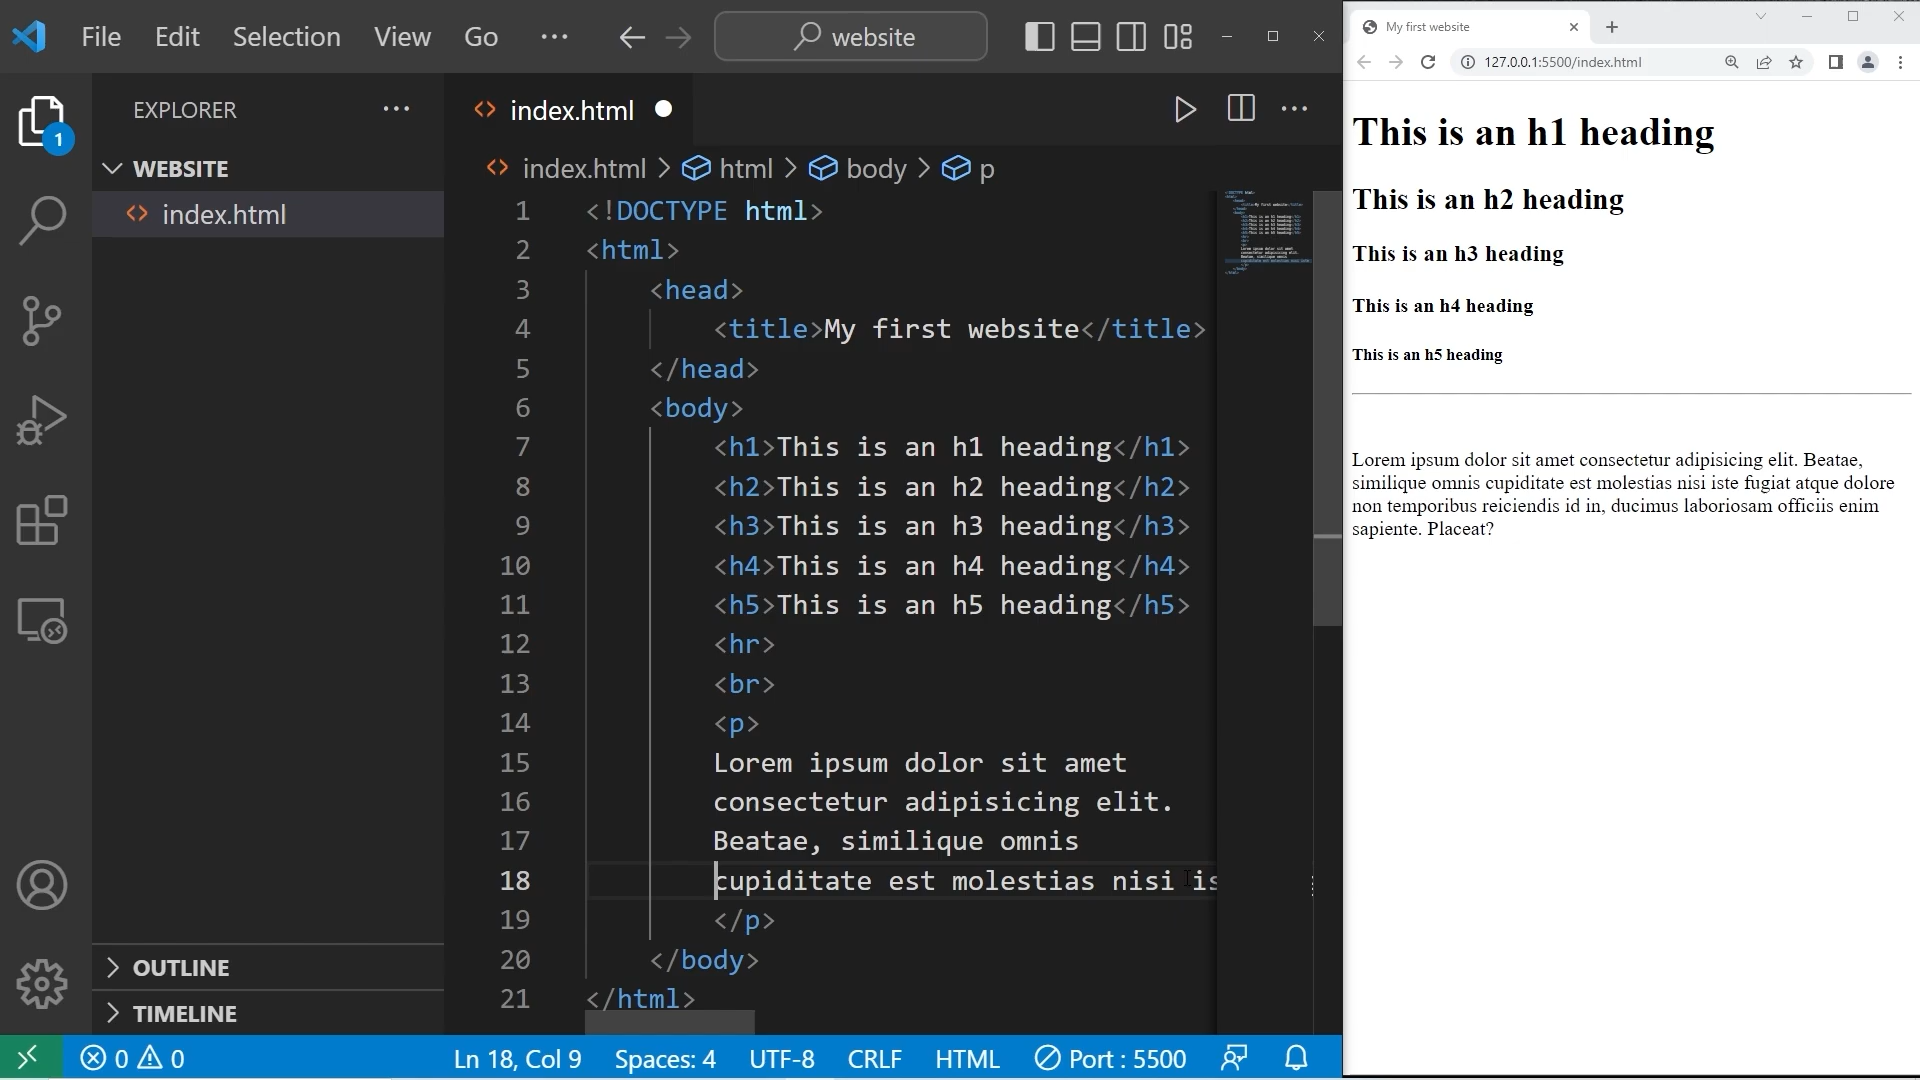 File Edit Selection View Go ... website
EXPLORER ...
1
WEBSITE
index.html
OUTLINE
TIMELINE
index.html
index.html > html > body > p
1 <!DOCTYPE html>
2 <html>
3 <head>
4 <title>My first website</title>
5 </head>
6 <body>
7 <h1>This is an h1 heading</h1>
8 <h2>This is an h2 heading</h2>
9 <h3>This is an h3 heading</h3>
10 <h4>This is an h4 heading</h4>
11 <h5>This is an h5 heading</h5>
12 <hr>
13 <br>
14 <p>
15 Lorem ipsum dolor sit amet
16 consectetur adipisicing elit.
17 Beatae, similique omnis
18 cupiditate est molestias nisi is
19 </p>
20 </body>
21 </html>
0 0 Ln 18, Col 9 Spaces: 4 UTF-8 CRLF HTML Port : 5500
My first website
127.0.0.1:5500/index.html
This is an h1 heading
This is an h2 heading
This is an h3 heading
This is an h4 heading
This is an h5 heading
Lorem ipsum dolor sit amet consectetur adipisicing elit. Beatae,
similique omnis cupiditate est molestias nisi iste fugiat atque dolore
non temporibus reiciendis id in, ducimus laboriosam officiis enim
sapiente. Placeat?